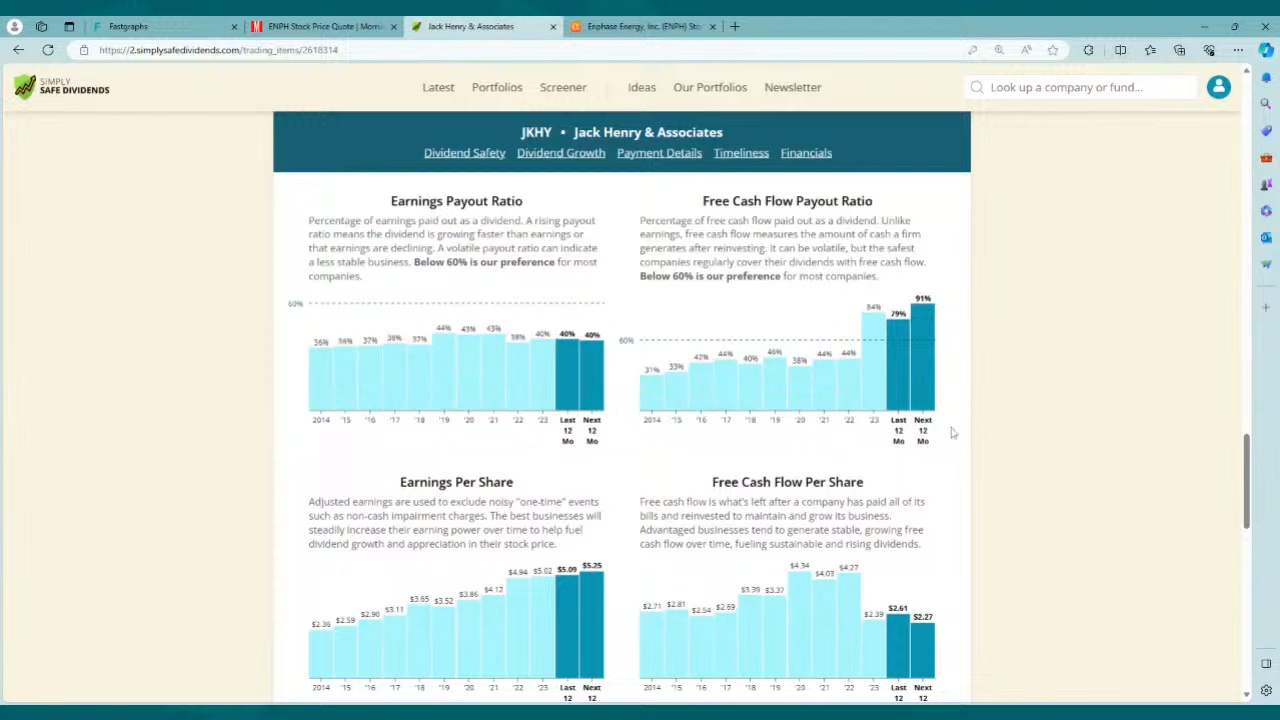 Fastgraphs
ENPH Stock Price Quote | Morni
Jack Henry & Associates
Enphase Energy, Inc. (ENPH) Sto
https://2.simplysafedividends.com/trading_items/2618314
SIMPLY
SAFE DIVIDENDS
Latest Portfolios Screener Ideas Our Portfolios Newsletter
Look up a company or fund...
JKHY • Jack Henry & Associates
Dividend Safety Dividend Growth Payment Details Timeliness Financials
Earnings Payout Ratio
Percentage of earnings paid out as a dividend. A rising payout
ratio means the dividend is growing faster than earnings or
that earnings are declining. A volatile payout ratio can indicate
a less stable business. Below 60% is our preference for most
companies.
60%
36% 36% 37% 38% 37% 44% 43% 43% 38% 40% 40% 40%
2014 '15 '16 '17 '18 '19 '20 '21 '22 '23 Last Next
12 12
Mo Mo
Free Cash Flow Payout Ratio
Percentage of free cash flow paid out as a dividend. Unlike
earnings, free cash flow measures the amount of cash a firm
generates after reinvesting. It can be volatile, but the safest
companies regularly cover their dividends with free cash flow.
Below 60% is our preference for most companies.
60%
31% 33% 42% 44% 40% 46% 38% 44% 44% 84% 79% 91%
2014 '15 '16 '17 '18 '19 '20 '21 '22 '23 Last Next
12 12
Mo Mo
Earnings Per Share
Adjusted earnings are used to exclude noisy "one-time" events
such as non-cash impairment charges. The best businesses will
steadily increase their earning power over time to help fuel
dividend growth and appreciation in their stock price.
$2.36 $2.59 $2.90 $3.11 $3.65 $3.52 $3.86 $4.12 $4.94 $5.02 $5.09 $5.25
2014 '15 '16 '17 '18 '19 '20 '21 '22 '23 Last Next
12 12
Free Cash Flow Per Share
Free cash flow is what's left after a company has paid all of its
bills and reinvested to maintain and grow its business.
Advantaged businesses tend to generate stable, growing free
cash flow over time, fueling sustainable and rising dividends.
$2.71 $2.81 $2.54 $2.69 $3.39 $3.37 $4.34 $4.03 $4.27 $2.39 $2.61 $2.27
2014 '15 '16 '17 '18 '19 '20 '21 '22 '23 Last Next
12 12